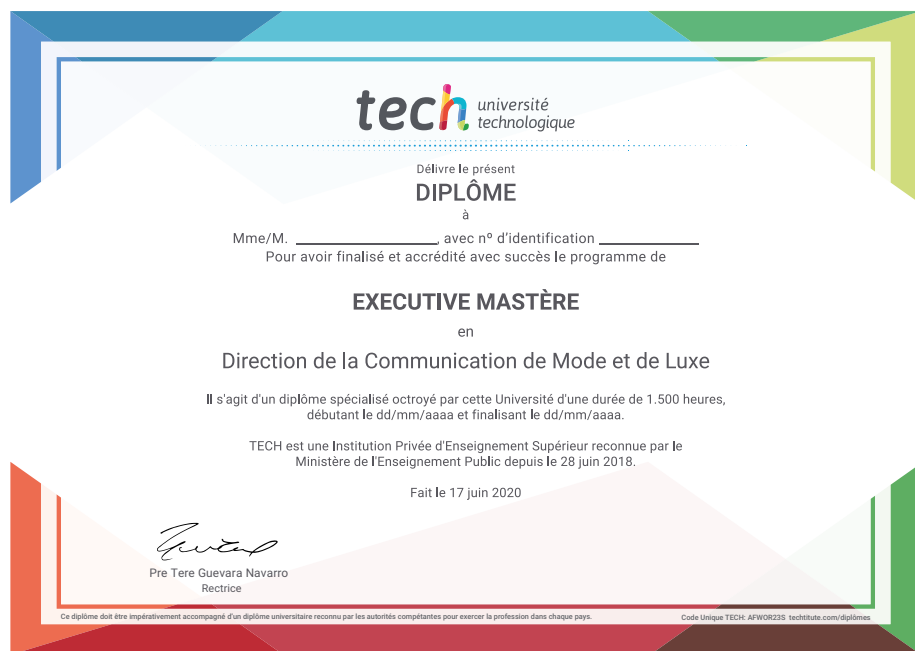 tech université
technologique
Délivre le présent
DIPLÔME
à
Mme/M. ____________________, avec nº d'identification ______________
Pour avoir finalisé et accrédité avec succès le programme de
EXECUTIVE MASTÈRE
en
Direction de la Communication de Mode et de Luxe
Il s'agit d'un diplôme spécialisé octroyé par cette Université d'une durée de 1.500 heures,
débutant le dd/mm/aaaa et finalisant le dd/mm/aaaa.
TECH est une Institution Privée d'Enseignement Supérieur reconnue par le
Ministère de l'Enseignement Public depuis le 28 juin 2018.
Fait le 17 juin 2020
Pre Tere Guevara Navarro
Rectrice
Ce diplôme doit être impérativement accompagné d'un diplôme universitaire reconnu par les autorités compétantes pour exercer la profession dans chaque pays.
Code Unique TECH: AFWOR23S techtitute.com/diplômes